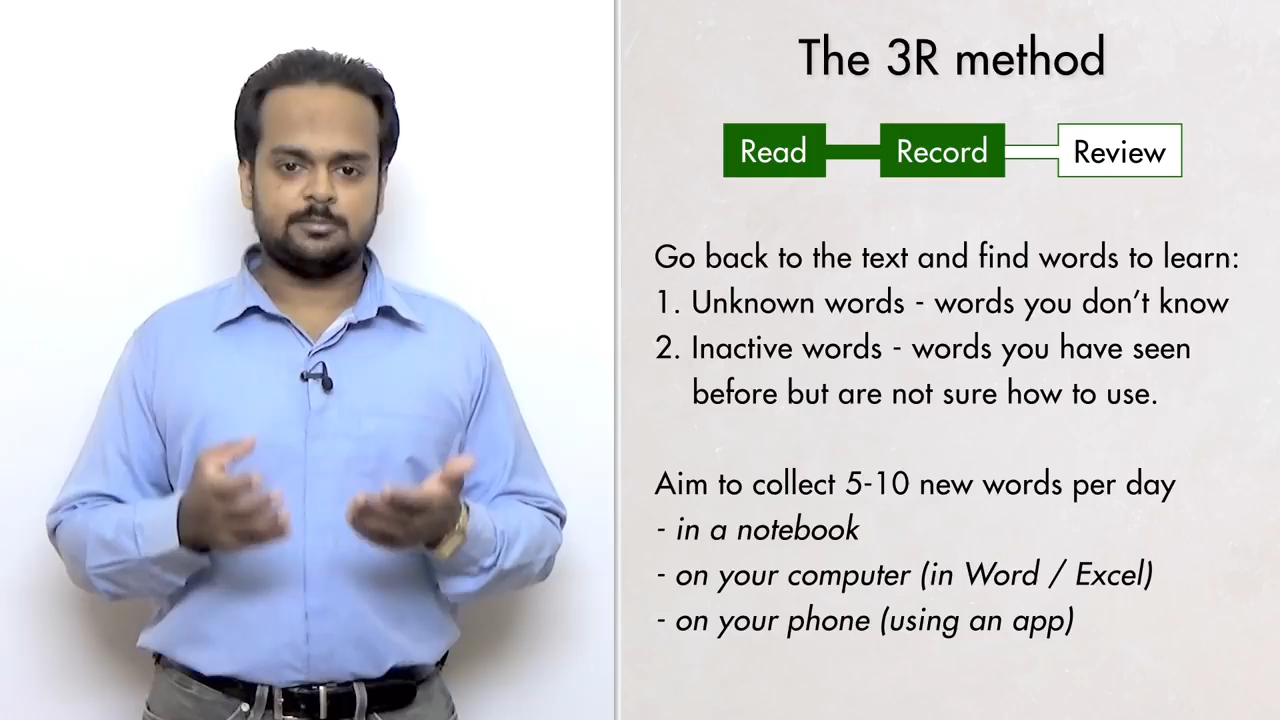 The 3R method
Read Record Review
Go back to the text and find words to learn:
1. Unknown words - words you don’t know
2. Inactive words - words you have seen
before but are not sure how to use.
Aim to collect 5-10 new words per day
- in a notebook
- on your computer (in Word / Excel)
- on your phone (using an app)